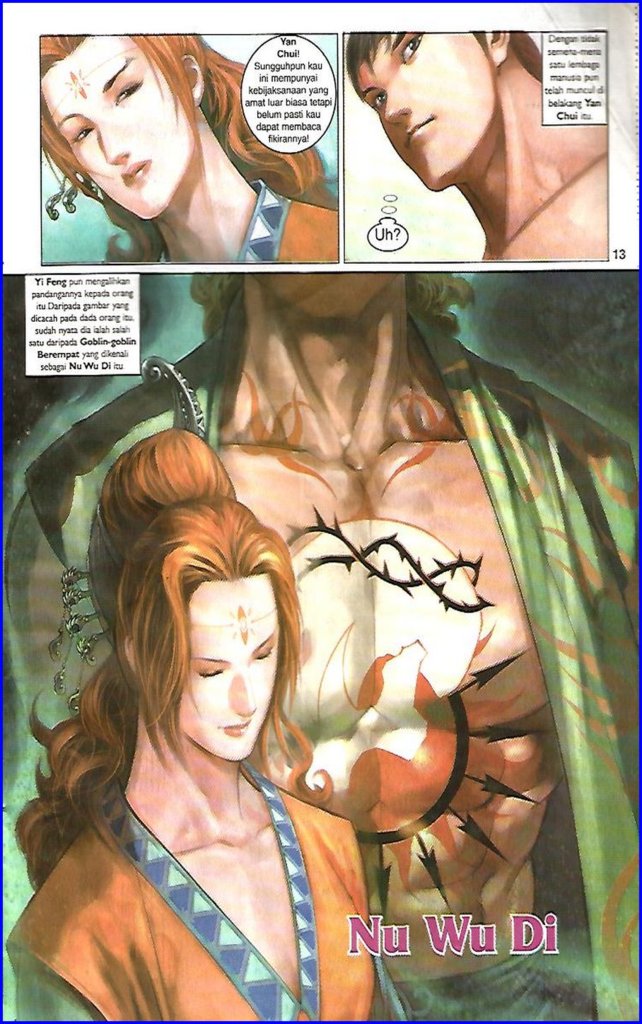 Yan
Chui!
Sungguhpun kau
ini mempunyai
kebijaksanaan yang
amat luar biasa tetapi
belum pasti kau
dapat membaca
fikirannya!
Dengan tidak
semena-mena
satu lembaga
manusia pun
telah muncul di
belakang Yan
Chui itu.
Uh?
13
Yi Feng pun mengalihkan
pandangannya kepada orang
itu Daripada gambar yang
dicacah pada dada orang itu,
sudah nyata dia ialah salah
satu daripada Goblin-goblin
Berempat yang dikenali
sebagai Nu Wu Di itu
Nu Wu Di